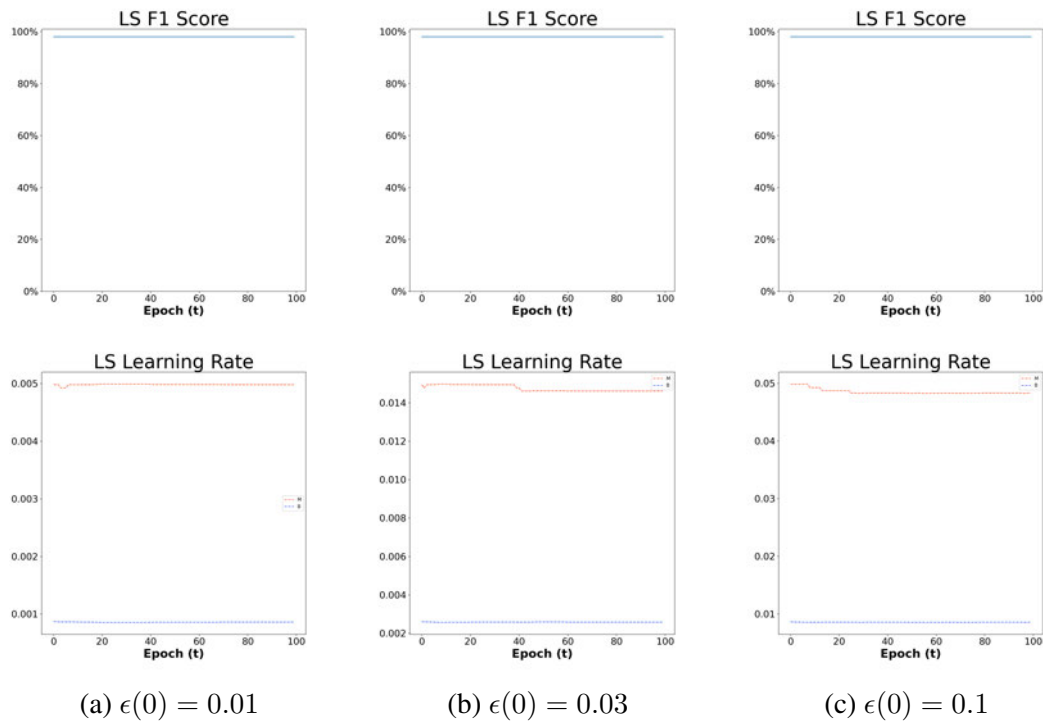 LS F1 Score LS F1 Score LS F1 Score
100% 100% 100%
80% 80% 80%
60% 60% 60%
40% 40% 40%
20% 20% 20%
0% 0% 0%
0 20 40 60 80 100 0 20 40 60 80 100 0 20 40 60 80 100
Epoch (t) Epoch (t) Epoch (t)
LS Learning Rate LS Learning Rate LS Learning Rate
0.005
0.004
0.003
0.002
0.001
M
B
0 20 40 60 80 100
Epoch (t)
0.014
0.012
0.010
0.008
0.006
0.004
0.002
M
B
0 20 40 60 80 100
Epoch (t)
0.05
0.04
0.03
0.02
0.01
M
B
0 20 40 60 80 100
Epoch (t)
(a) ϵ(0) = 0.01 (b) ϵ(0) = 0.03 (c) ϵ(0) = 0.1